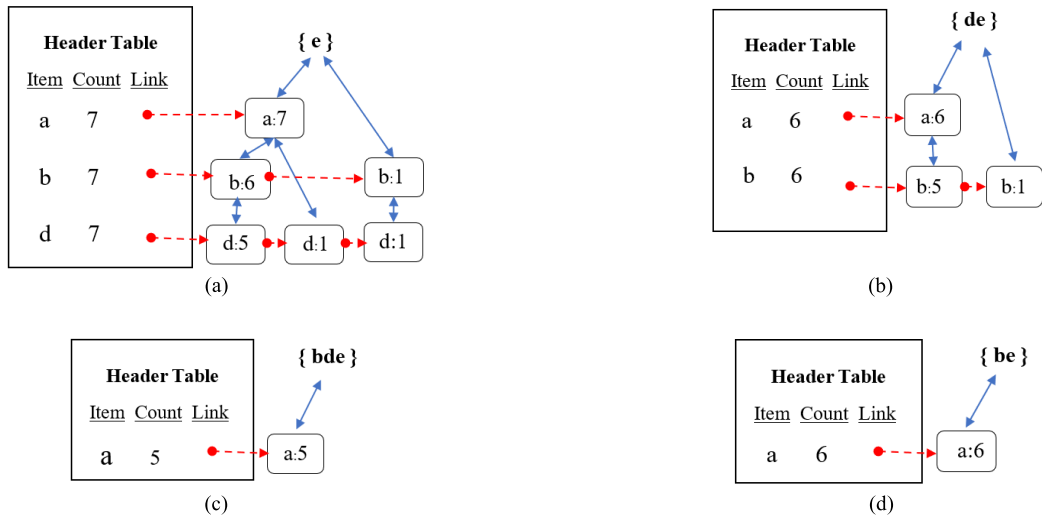 Header Table
{ e }
Item Count Link
a 7
a:7
b 7
b:6
b:1
d 7
d:5
d:1
d:1
(a)
Header Table
{ de }
Item Count Link
a 6
a:6
b 6
b:5
b:1
(b)
Header Table
{ bde }
Item Count Link
a 5
a:5
(c)
Header Table
{ be }
Item Count Link
a 6
a:6
(d)